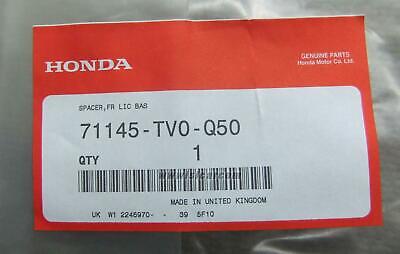 HONDA
GENUINE PARTS
Honda Motor Co. Ltd.
SPACER,FR LIC BAS
71145-TV0-Q50
QTY 1
MADE IN UNITED KINGDOM
UK W1 2246970- - 39 5F10